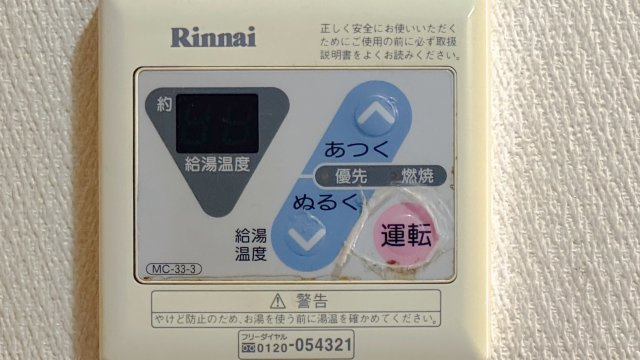 Rinnai
正しく安全にお使いいただく
ためにご使用の前に必ず取扱
説明書をよくお読みください。
約
給湯温度
あつく
優先 燃焼
ぬるく
給湯
温度
運転
MC-33-3
⚠ 警告
やけど防止のため、お湯を使う前に湯温を確かめてください。
フリーダイヤル
0120-054321